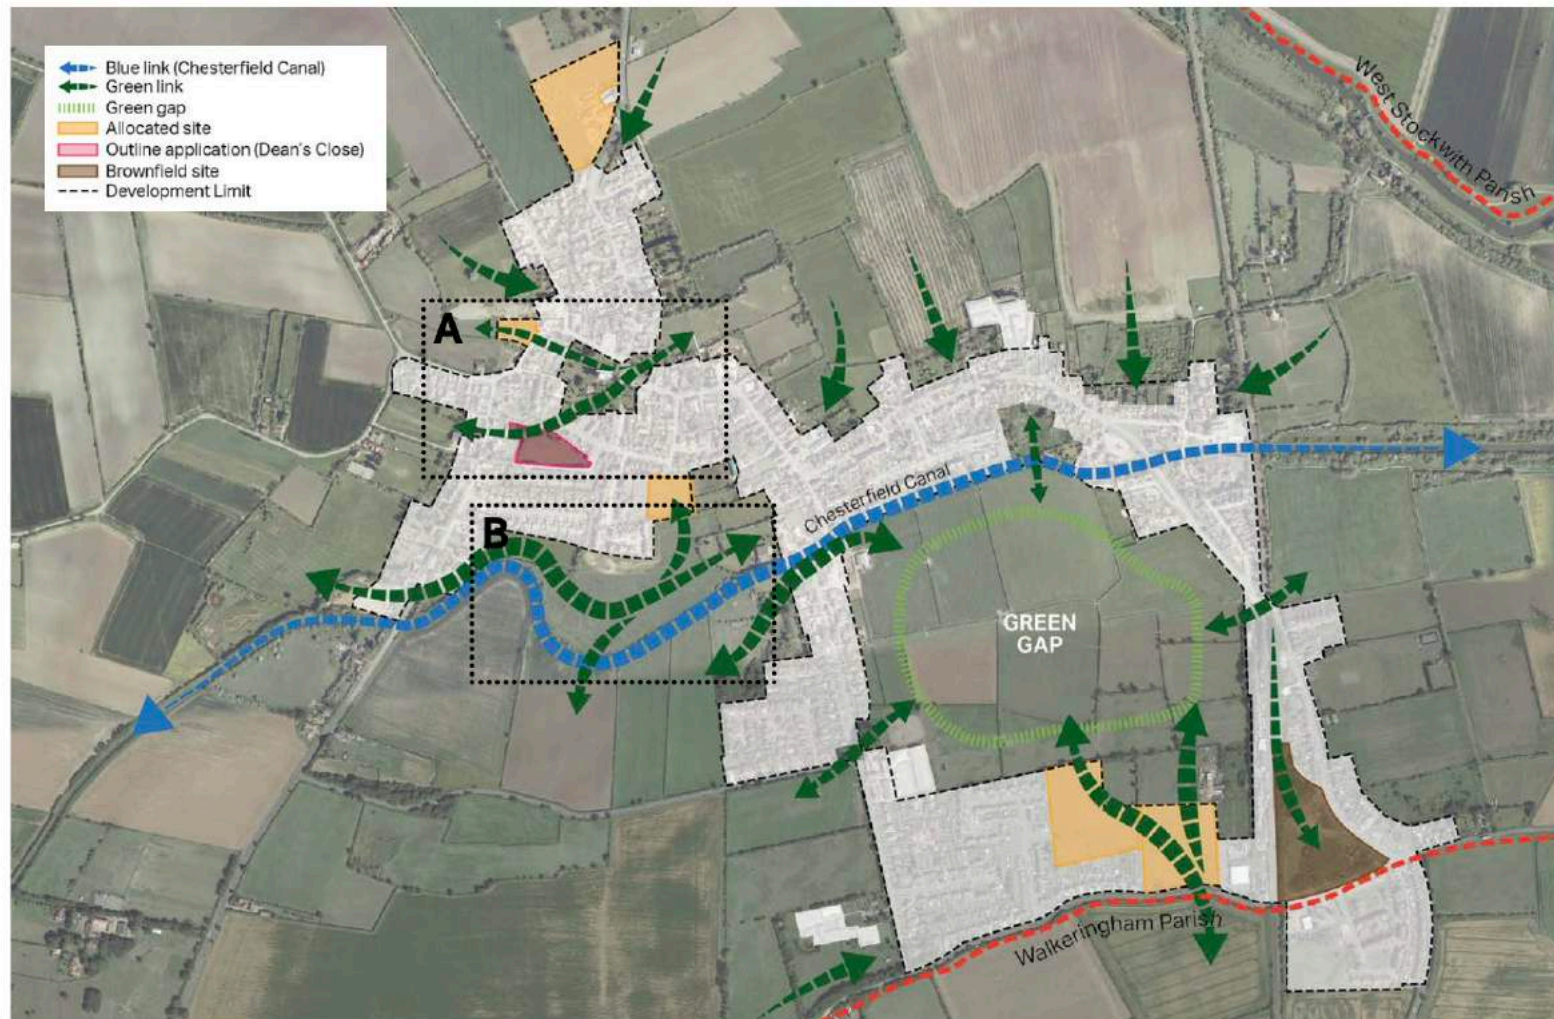 Blue link (Chesterfield Canal)
Green link
Green gap
Allocated site
Outline application (Dean's Close)
Brownfield site
Development Limit
West Stockwith Parish
A
B
Chesterfield Canal
GREEN
GAP
Walkeringham Parish